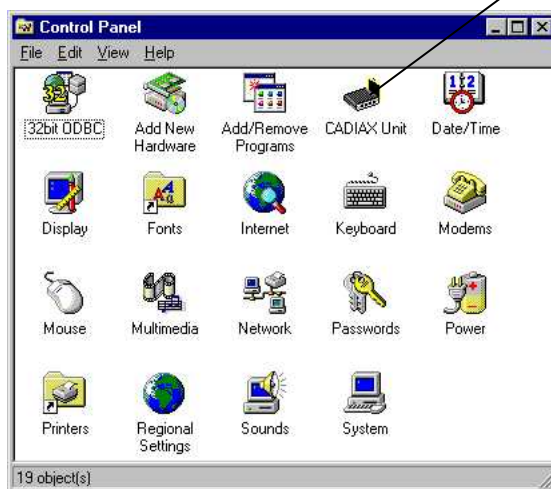 Control Panel
File Edit View Help
32bit ODBC
Add New
Hardware
Add/Remove
Programs
CADIAX Unit
Date/Time
Display
Fonts
Internet
Keyboard
Modems
Mouse
Multimedia
Network
Passwords
Power
Printers
Regional
Settings
Sounds
System
19 object(s)